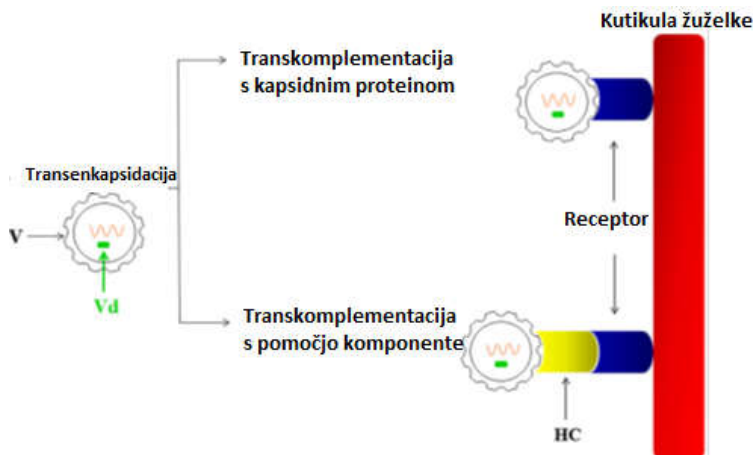 Kutikula žuželke
Transkomplementacija
s kapsidnim proteinom
Transenkapsidacija
V
Vd
Receptor
Transkomplementacija
s pomočjo komponente
HC